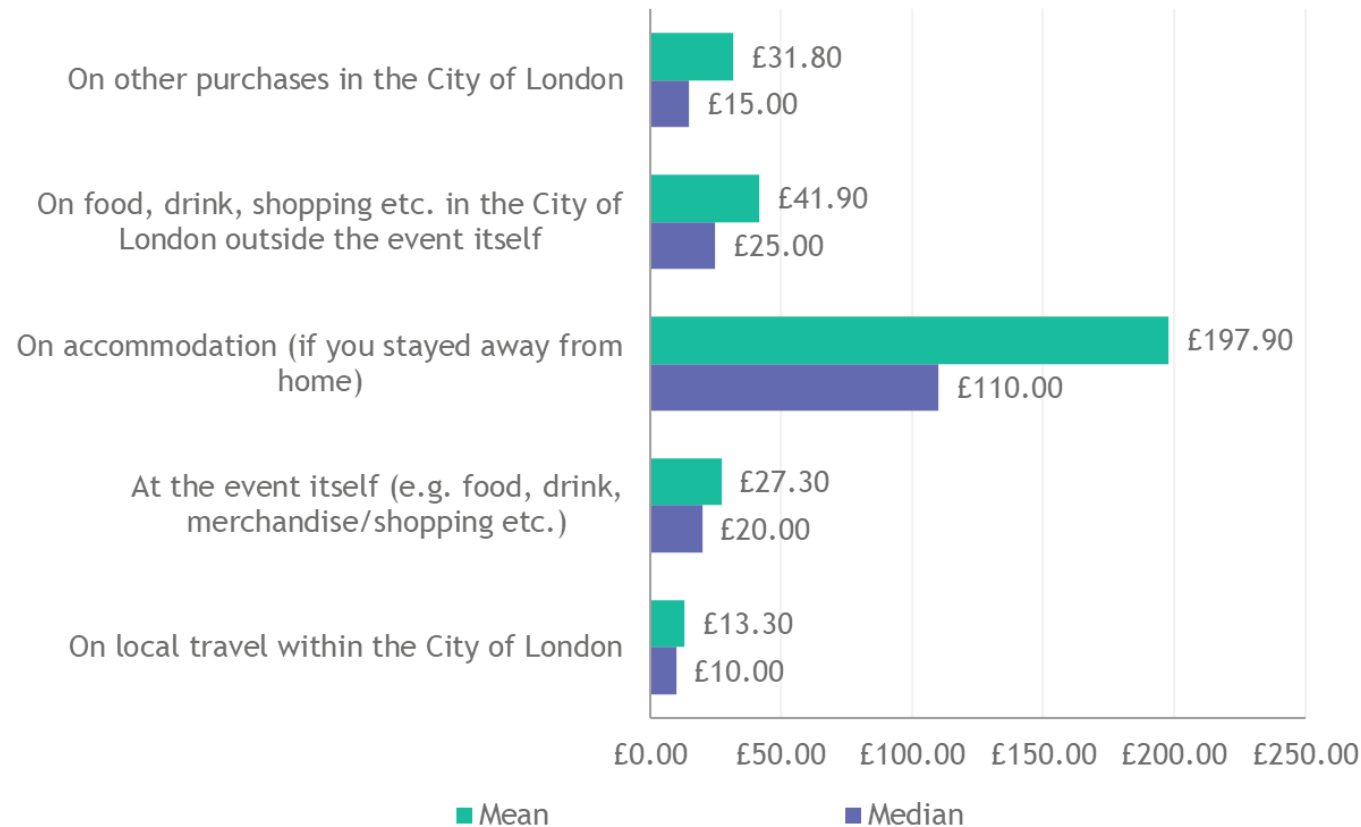 On other purchases in the City of London
£31.80
£15.00
On food, drink, shopping etc. in the City of
London outside the event itself
£41.90
£25.00
On accommodation (if you stayed away from
home)
£197.90
£110.00
At the event itself (e.g. food, drink,
merchandise/shopping etc.)
£27.30
£20.00
On local travel within the City of London
£13.30
£10.00
£0.00 £50.00 £100.00 £150.00 £200.00 £250.00
Mean Median